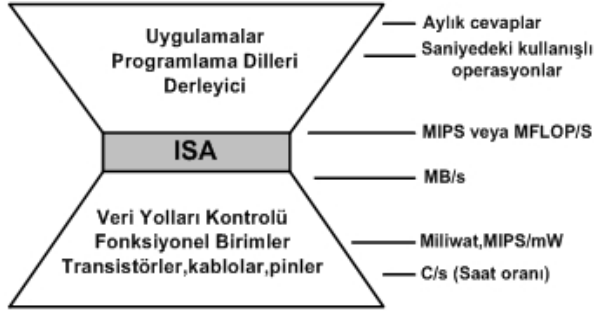 Uygulamalar
Programlama Dilleri
Derleyici
ISA
Veri Yolları Kontrolü
Fonksiyonel Birimler
Transistörler,kablolar,pinler
Aylık cevaplar
Saniyedeki kullanışlı
operasyonlar
MIPS veya MFLOP/S
MB/s
Miliwat,MIPS/mW
C/s (Saat oranı)